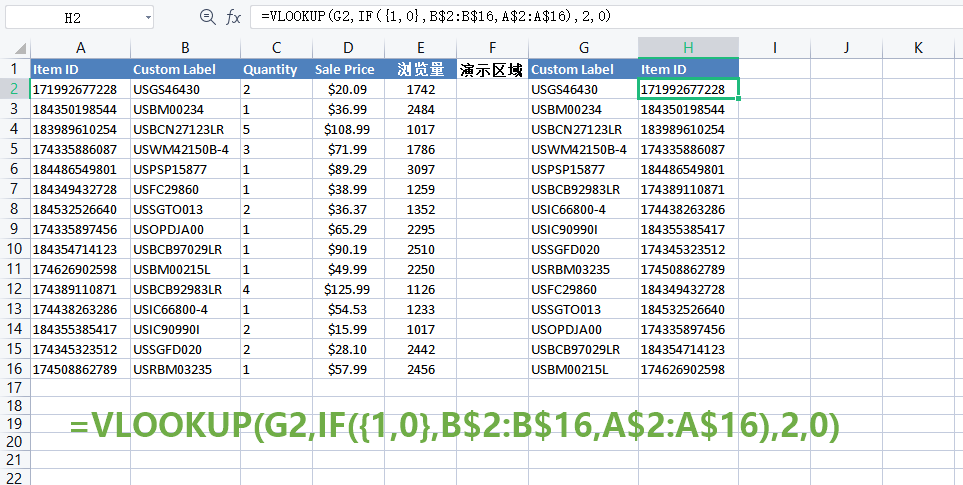 H2 fx =VLOOKUP(G2,IF({1,0},B$2:B$16,A$2:A$16),2,0)
A B C D E F G H I J K
1 Item ID Custom Label Quantity Sale Price 浏览量 演示区域 Custom Label Item ID
2 171992677228 USGS46430 2 $20.09 1742 USGS46430 171992677228
3 184350198544 USBM00234 1 $36.99 2484 USBM00234 184350198544
4 183989610254 USBCN27123LR 5 $108.99 1017 USBCN27123LR 183989610254
5 174335886087 USWM42150B-4 3 $71.99 1786 USWM42150B-4 174335886087
6 184486549801 USPSP15877 1 $89.29 3097 USPSP15877 184486549801
7 184349432728 USFC29860 1 $38.99 1259 USBCB92983LR 174389110871
8 184532526640 USSGTO013 2 $36.37 1352 USIC66800-4 174438263286
9 174335897456 USOPDJA00 1 $65.29 2295 USIC90990I 184355385417
10 184354714123 USBCB97029LR 1 $90.19 2510 USSGFD020 174345323512
11 174626902598 USBM00215L 1 $49.99 2250 USRBM03235 174508862789
12 174389110871 USBCB92983LR 4 $125.99 1126 USFC29860 184349432728
13 174438263286 USIC66800-4 1 $54.53 1233 USSGTO013 184532526640
14 184355385417 USIC90990I 2 $15.99 1017 USOPDJA00 174335897456
15 174345323512 USSGFD020 2 $28.10 2442 USBCB97029LR 184354714123
16 174508862789 USRBM03235 1 $57.99 2456 USBM00215L 174626902598
17
18
19 =VLOOKUP(G2,IF({1,0},B$2:B$16,A$2:A$16),2,0)
20
21
22